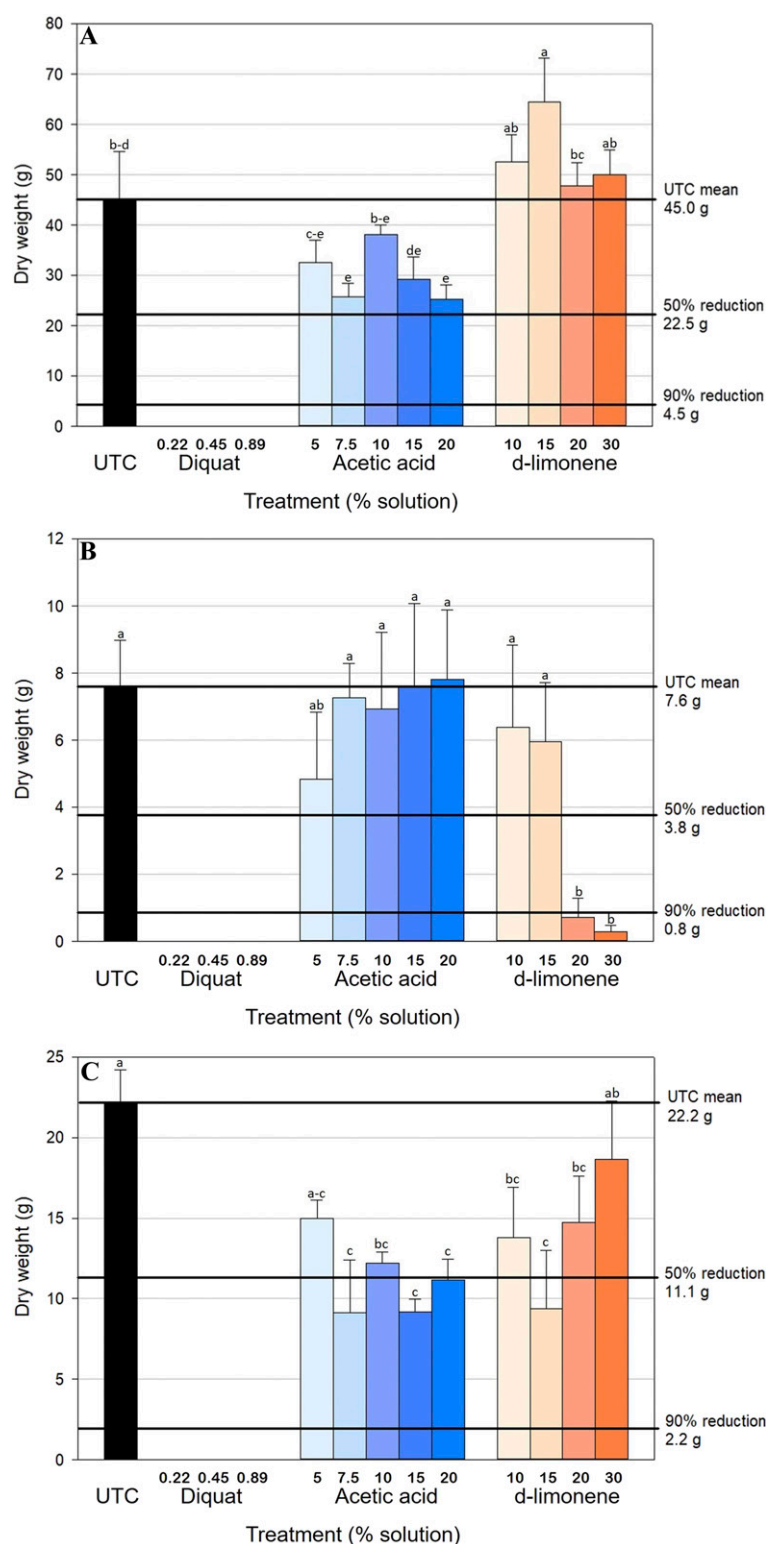 A
80
70
60
50
40
30
20
10
0
Dry weight (g)
b-d
c-e
e
b-e
de
e
ab
a
bc
ab
UTC mean
45.0 g
50% reduction
22.5 g
90% reduction
4.5 g
0.22 0.45 0.89 5 7.5 10 15 20 10 15 20 30
UTC Diquat Acetic acid d-limonene
Treatment (% solution)
B
12
10
8
6
4
2
0
Dry weight (g)
a
ab
a
a
a
a
a
a
b
b
UTC mean
7.6 g
50% reduction
3.8 g
90% reduction
0.8 g
0.22 0.45 0.89 5 7.5 10 15 20 10 15 20 30
UTC Diquat Acetic acid d-limonene
Treatment (% solution)
C
25
20
15
10
5
0
Dry weight (g)
a
a-c
c
bc
c
c
bc
c
bc
ab
UTC mean
22.2 g
50% reduction
11.1 g
90% reduction
2.2 g
0.22 0.45 0.89 5 7.5 10 15 20 10 15 20 30
UTC Diquat Acetic acid d-limonene
Treatment (% solution)